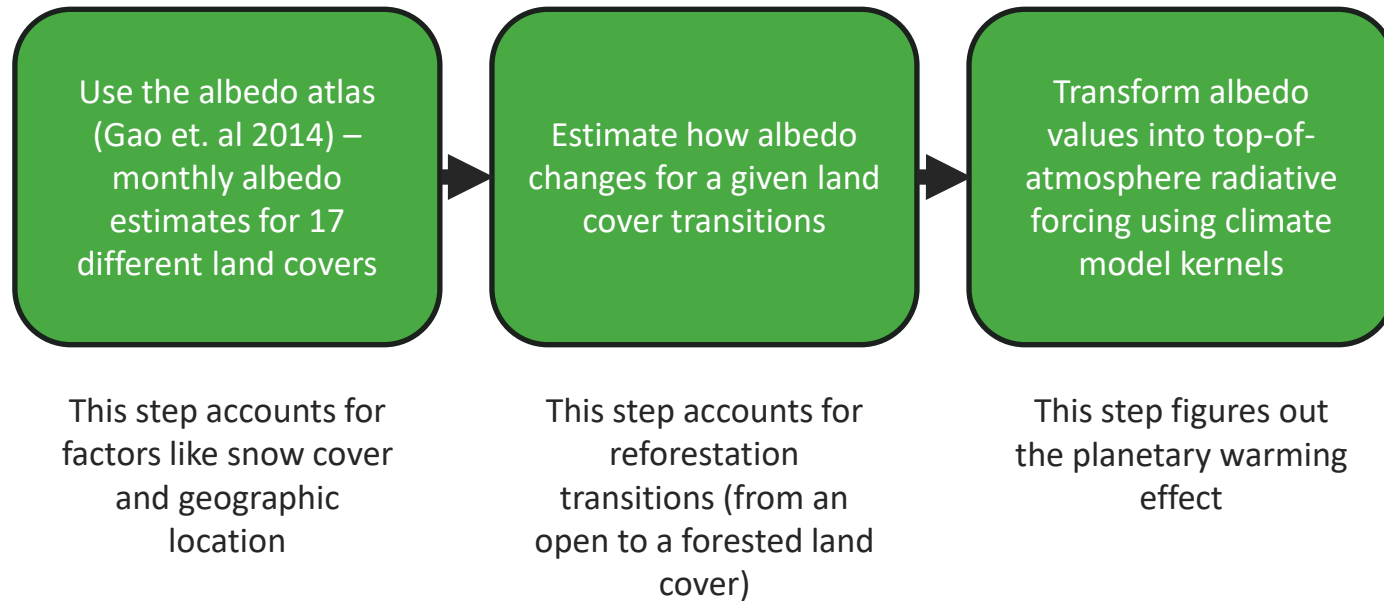 Use the albedo atlas
(Gao et. al 2014) –
monthly albedo
estimates for 17
different land covers
Estimate how albedo
changes for a given land
cover transitions
Transform albedo
values into top-of-
atmosphere radiative
forcing using climate
model kernels
This step accounts for
factors like snow cover
and geographic
location
This step accounts for
reforestation
transitions (from an
open to a forested land
cover)
This step figures out
the planetary warming
effect